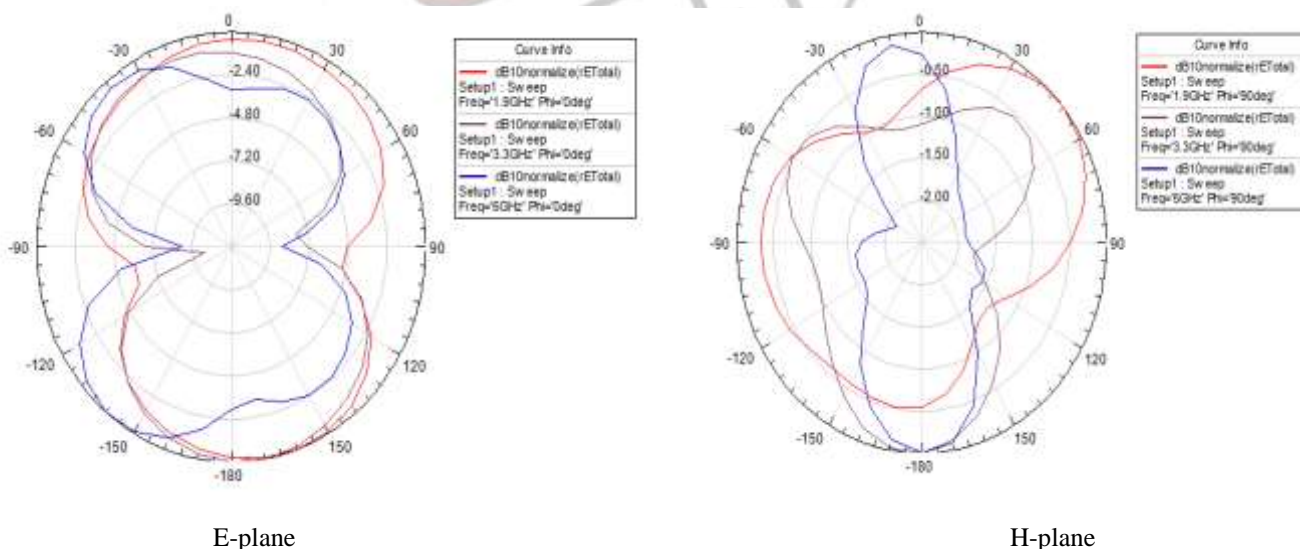 0
-30
30
-2.40
-4.80
-60
60
-7.20
-9.60
-90
90
-120
120
-150
150
-180
Curve Info
dB10normalize(rETotal)
Setup1 : Sweep
Freq='1.9GHz' Phi='0deg'
dB10normalize(rETotal)
Setup1 : Sweep
Freq='3.3GHz' Phi='0deg'
dB10normalize(rETotal)
Setup1 : Sweep
Freq='5GHz' Phi='0deg'
0
-30
30
-0.50
-1.00
-60
60
-1.50
-2.00
-90
90
-120
120
-150
150
-180
Curve Info
dB10normalize(rETotal)
Setup1 : Sweep
Freq='1.9GHz' Phi='90deg'
dB10normalize(rETotal)
Setup1 : Sweep
Freq='3.3GHz' Phi='90deg'
dB10normalize(rETotal)
Setup1 : Sweep
Freq='5GHz' Phi='90deg'
E-plane
H-plane